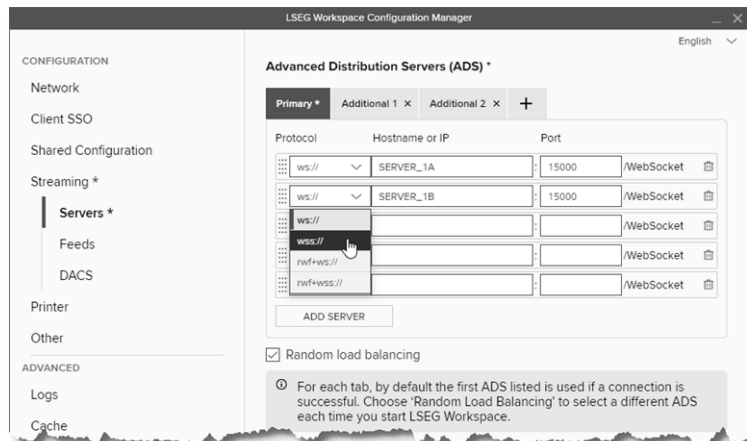 LSEG Workspace Configuration Manager
English
CONFIGURATION
Network
Client SSO
Shared Configuration
Streaming *
Servers *
Feeds
DACS
Printer
Other
ADVANCED
Logs
Cache
Advanced Distribution Servers (ADS) *
Primary * Additional 1 × Additional 2 × +
Protocol Hostname or IP Port
ws:// SERVER_1A : 15000 /WebSocket
ws:// SERVER_1B : 15000 /WebSocket
ws:// : /WebSocket
wss:// : /WebSocket
rwf+ws://
rwf+wss:// : /WebSocket
ADD SERVER
Random load balancing
For each tab, by default the first ADS listed is used if a connection is
successful. Choose 'Random Load Balancing' to select a different ADS
each time you start LSEG Workspace.